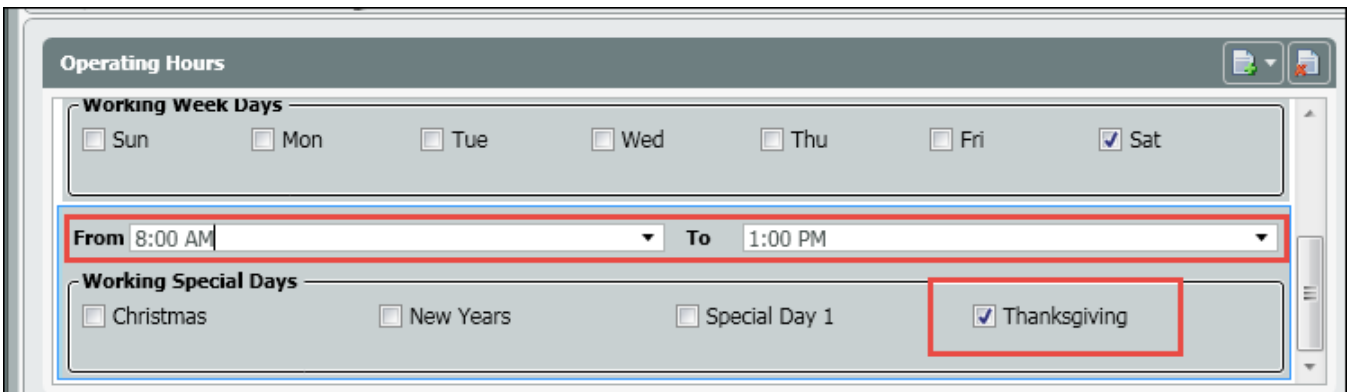 Operating Hours
Working Week Days
Sun Mon Tue Wed Thu Fri Sat
From 8:00 AM To 1:00 PM
Working Special Days
Christmas New Years Special Day 1 Thanksgiving